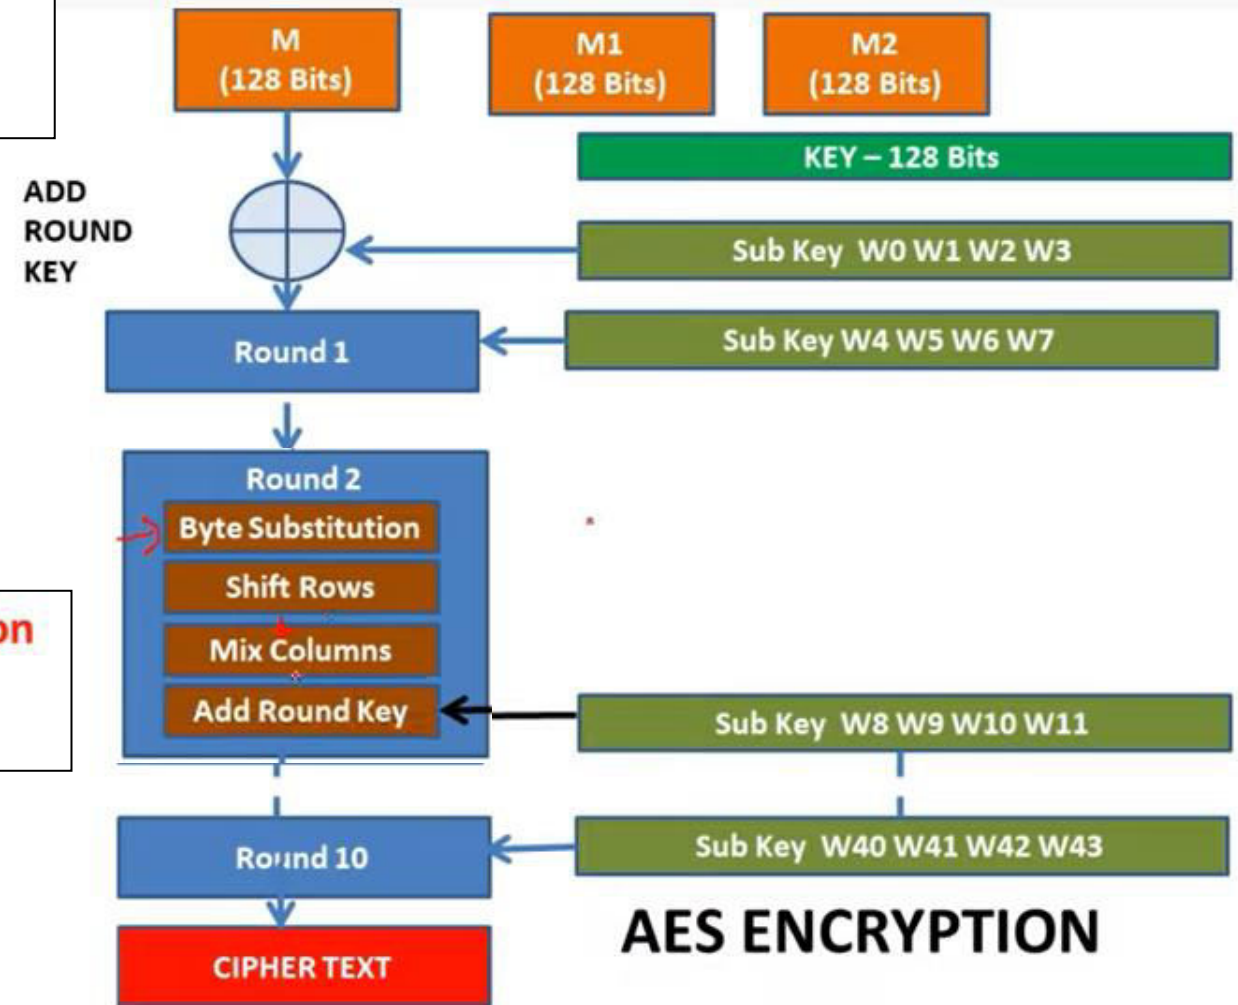 M
(128 Bits)
M1
(128 Bits)
M2
(128 Bits)
KEY – 128 Bits
ADD
ROUND
KEY
Sub Key W0 W1 W2 W3
Round 1
Sub Key W4 W5 W6 W7
Round 2
Byte Substitution
Shift Rows
Mix Columns
Add Round Key
on
Sub Key W8 W9 W10 W11
Round 10
Sub Key W40 W41 W42 W43
CIPHER TEXT
AES ENCRYPTION